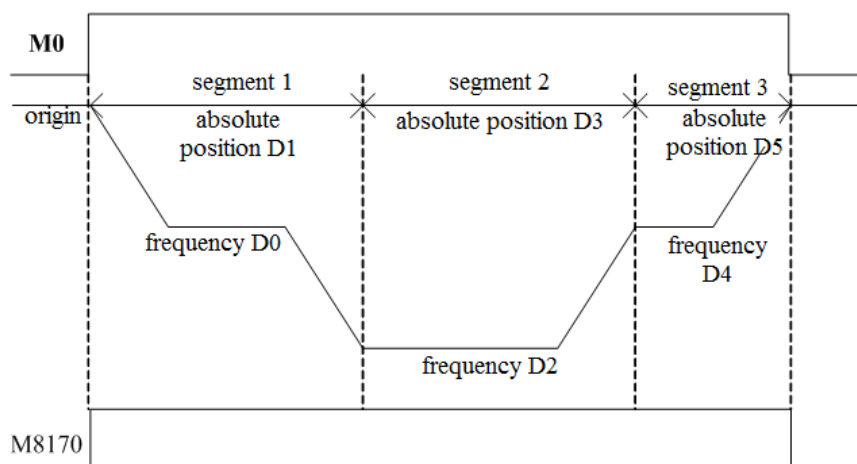 M0
segment 1
segment 2
segment 3
origin
absolute
position D1
absolute position D3
absolute
position D5
frequency D0
frequency
D4
frequency D2
M8170